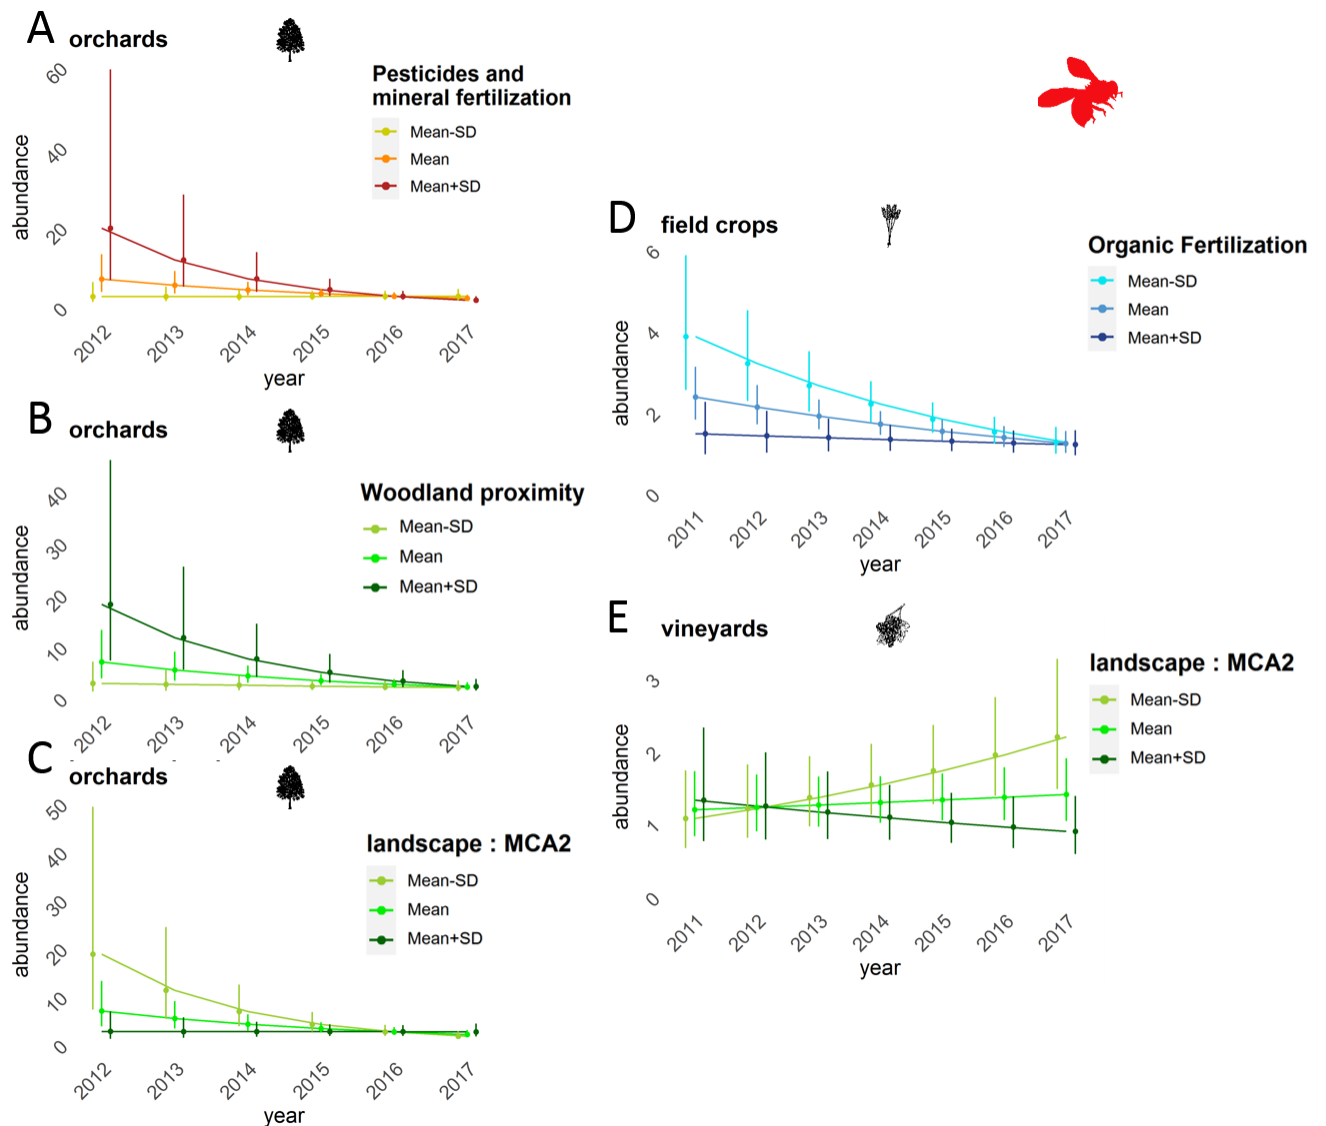 A
orchards
Pesticides and
mineral fertilization
Mean-SD
Mean
Mean+SD
abundance
60
40
20
0
2012
2013
2014
2015
2016
2017
year
B
orchards
Woodland proximity
Mean-SD
Mean
Mean+SD
abundance
40
30
20
10
0
2012
2013
2014
2015
2016
2017
C
orchards
landscape : MCA2
Mean-SD
Mean
Mean+SD
abundance
50
40
30
20
10
0
2012
2013
2014
2015
2016
2017
year
D
field crops
Organic Fertilization
Mean-SD
Mean
Mean+SD
abundance
6
4
2
0
2011
2012
2013
2014
2015
2016
2017
year
E
vineyards
landscape : MCA2
Mean-SD
Mean
Mean+SD
abundance
3
2
1
0
2011
2012
2013
2014
2015
2016
2017
year